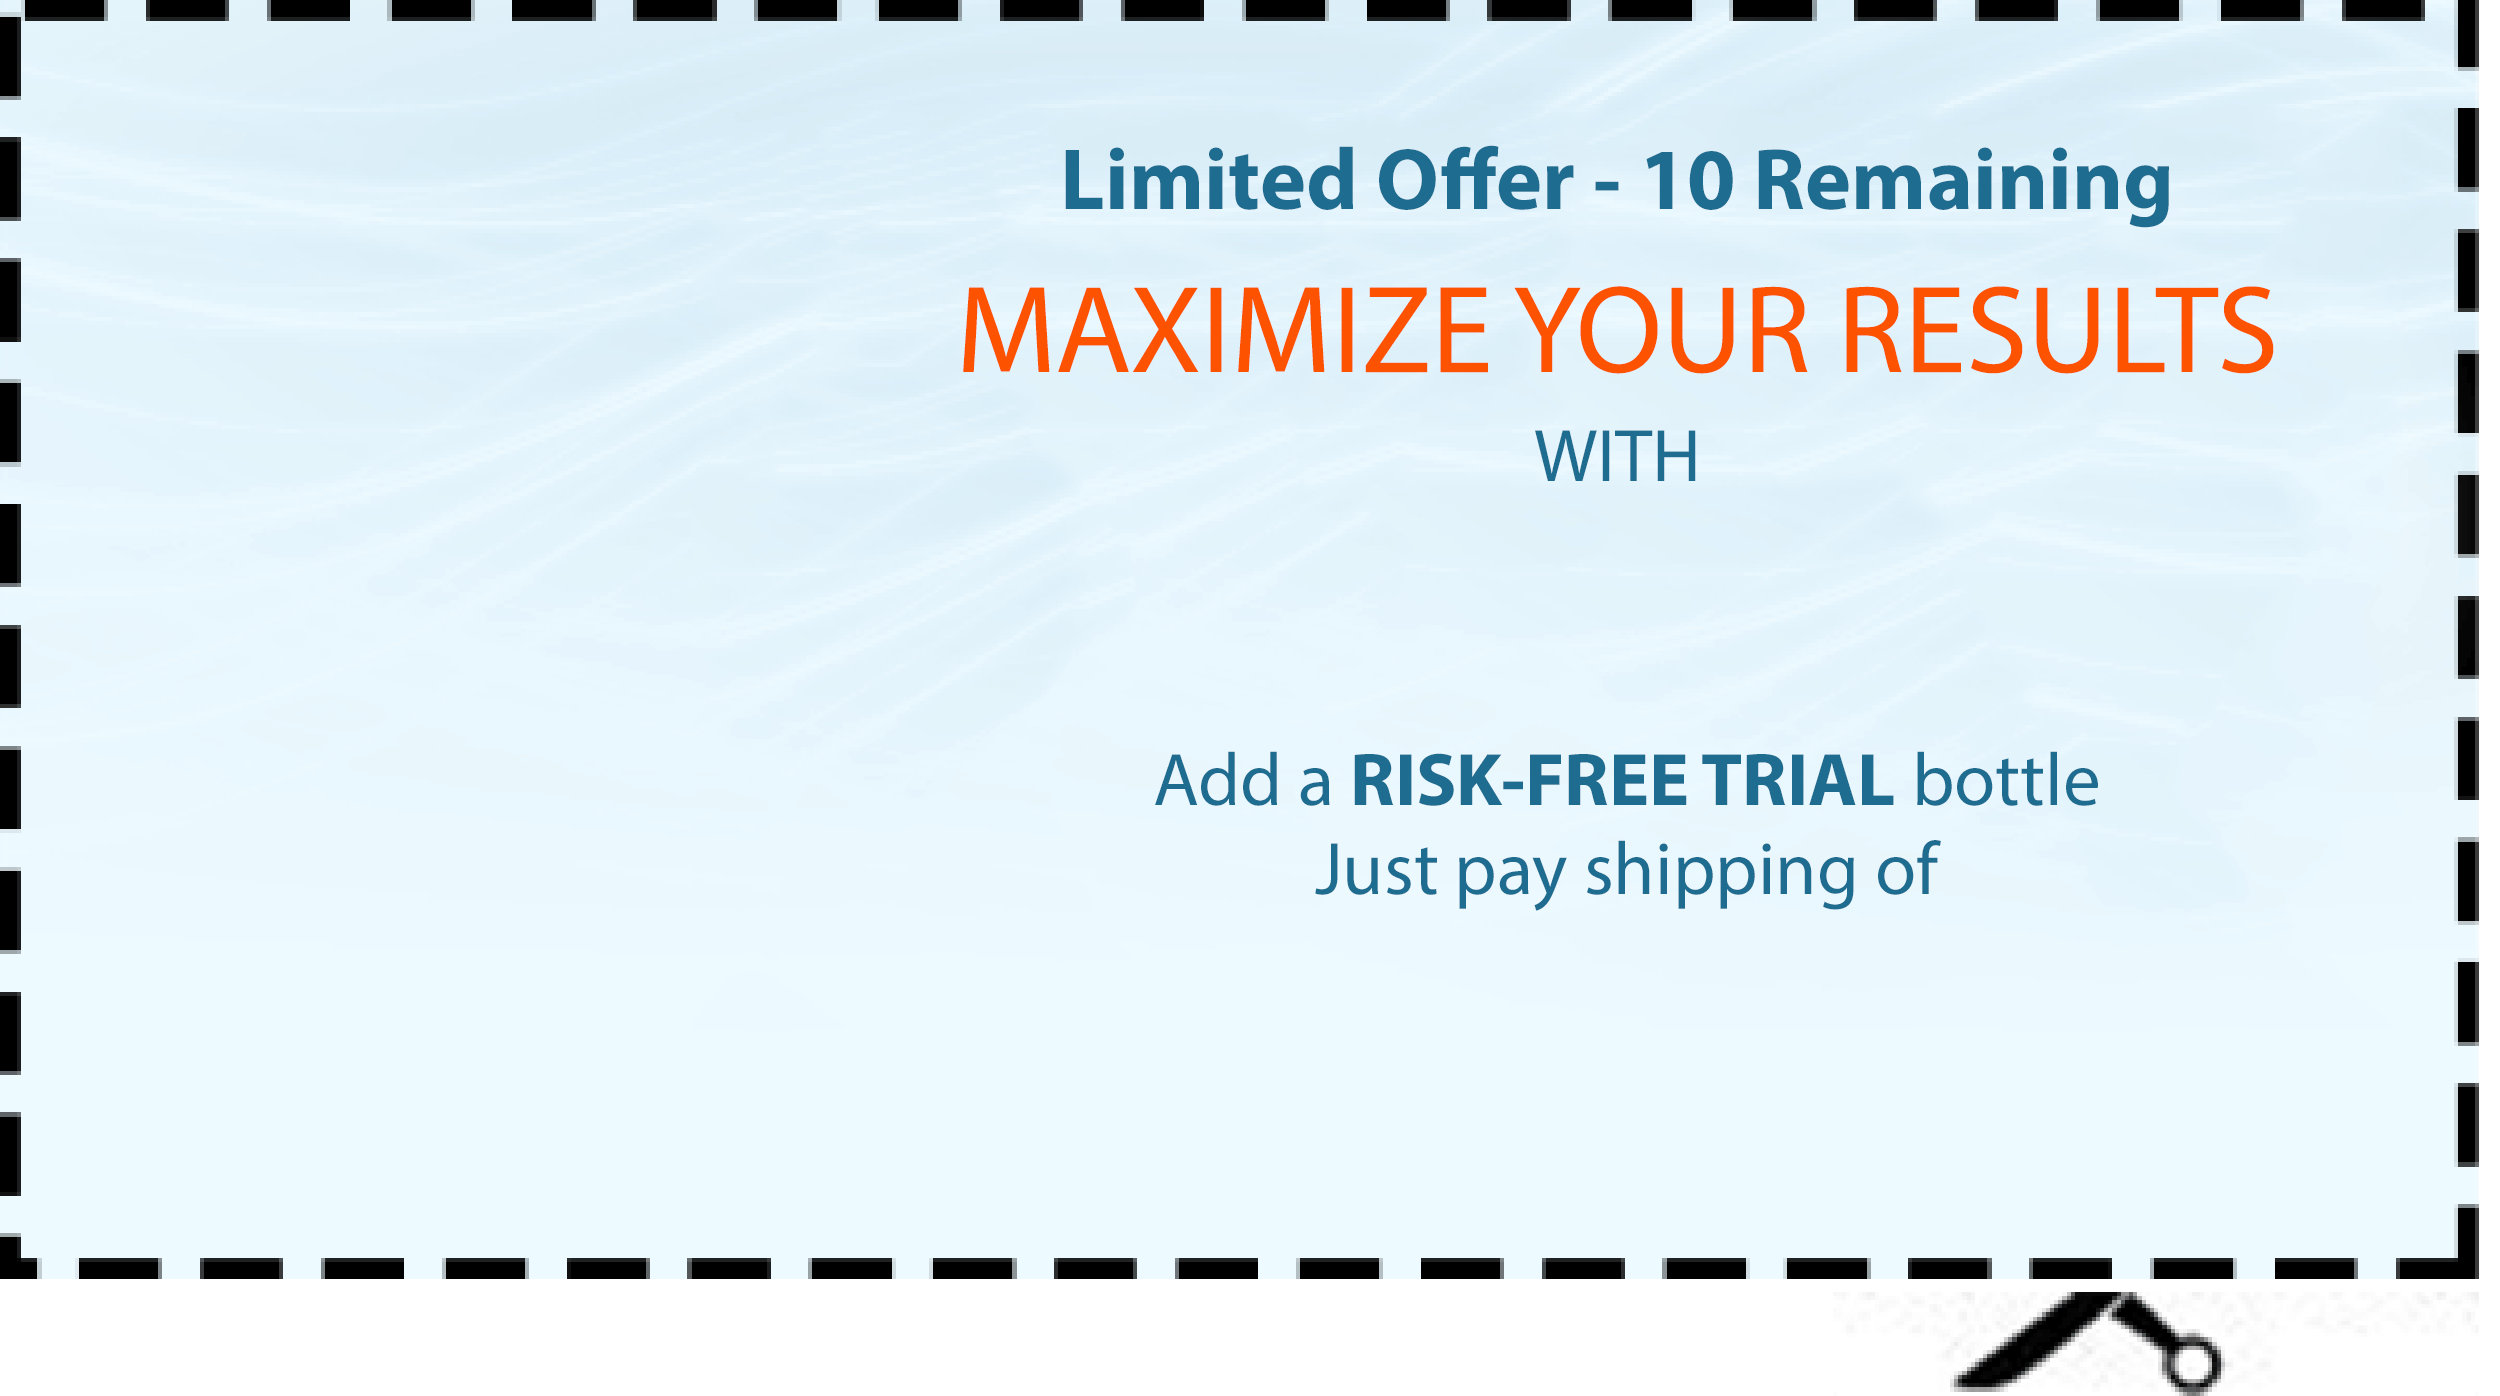 Limited Offer - 10 Remaining
MAXIMIZE YOUR RESULTS
WITH
Add a RISK-FREE TRIAL bottle
Just pay shipping of